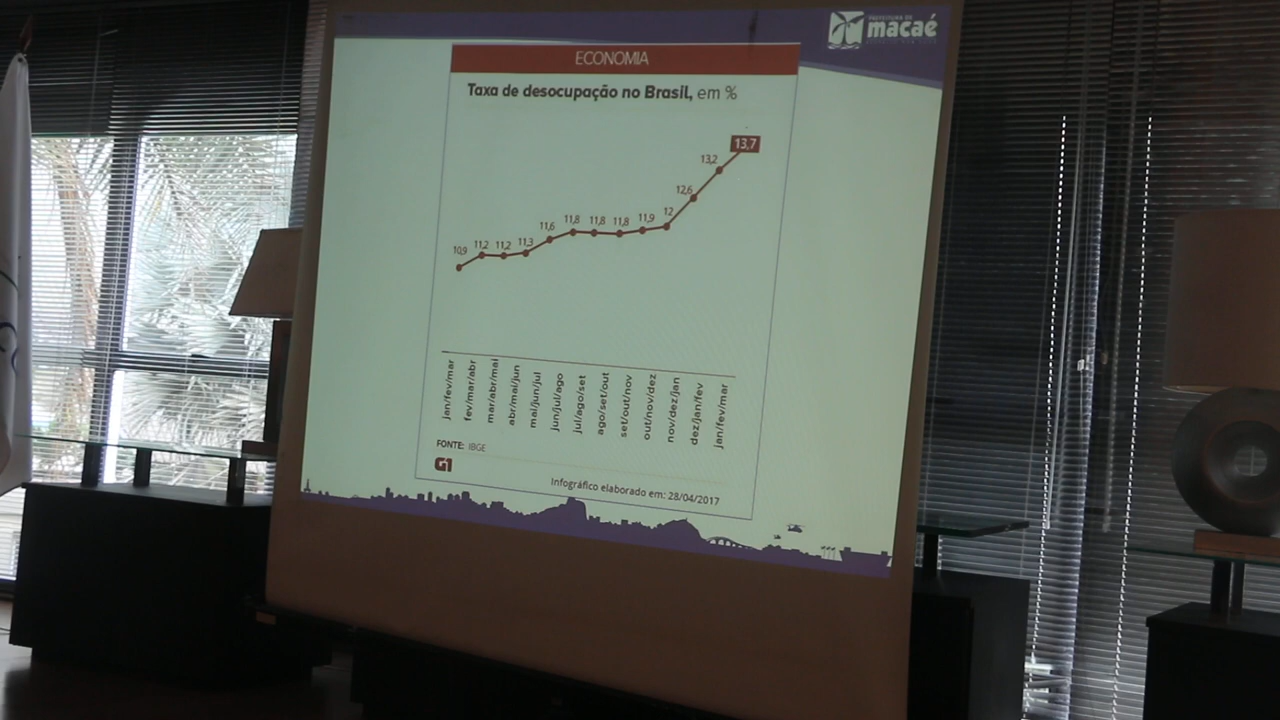 PREFEITURA DE
macaé
ECONOMIA
Taxa de desocupação no Brasil, em %
10,9
11,2
11,2
11,3
11,6
11,8
11,8
11,8
11,9
12
12,6
13,2
13,7
jan/fev/mar
fev/mar/abr
mar/abr/mai
abr/mai/jun
mai/jun/jul
jun/jul/ago
jul/ago/set
ago/set/out
set/out/nov
out/nov/dez
nov/dez/jan
dez/jan/fev
jan/fev/mar
FONTE: IBGE
G1
Infográfico elaborado em: 28/04/2017